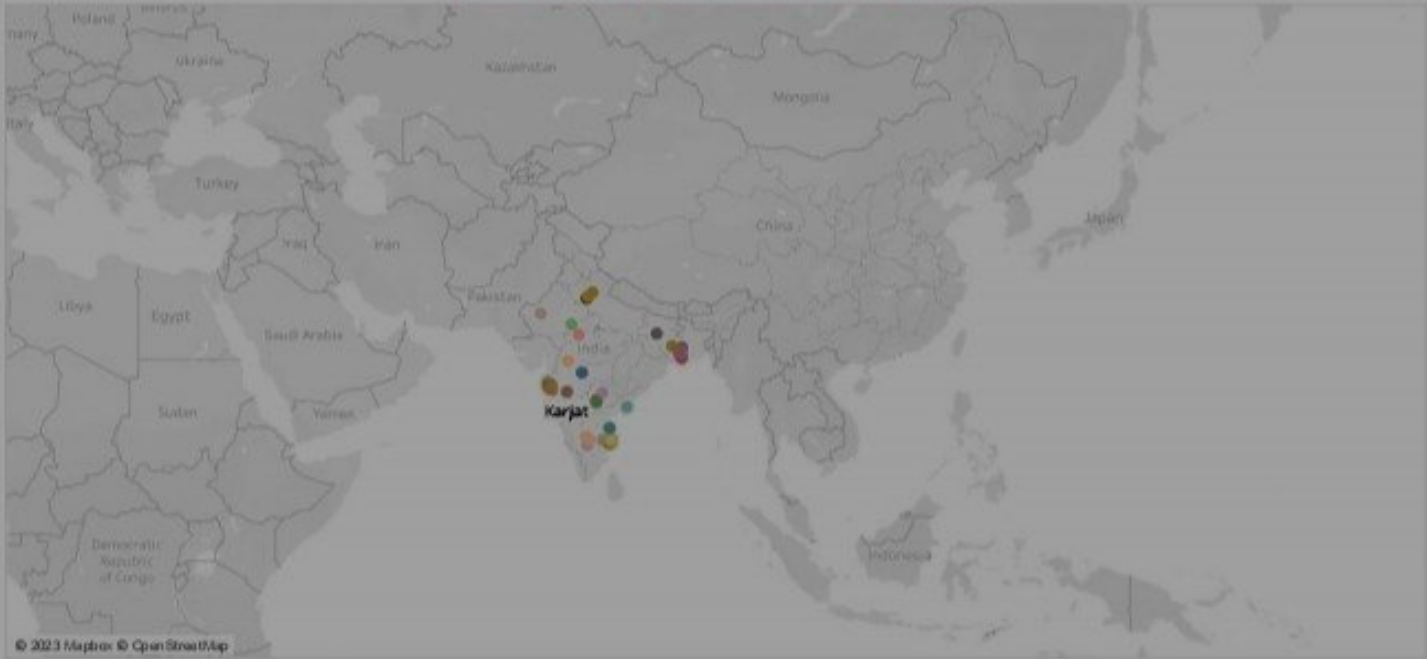 Poland
Ukraine
Kazakhstan
Mongolia
Italy
Turkey
China
Japan
Iraq
Iran
Pakistan
Libya
Egypt
Saudi Arabia
India
Sudan
Yemen
Karjat
Democratic
Republic
of Congo
Indonesia
© 2023 Mapbox © OpenStreetMap